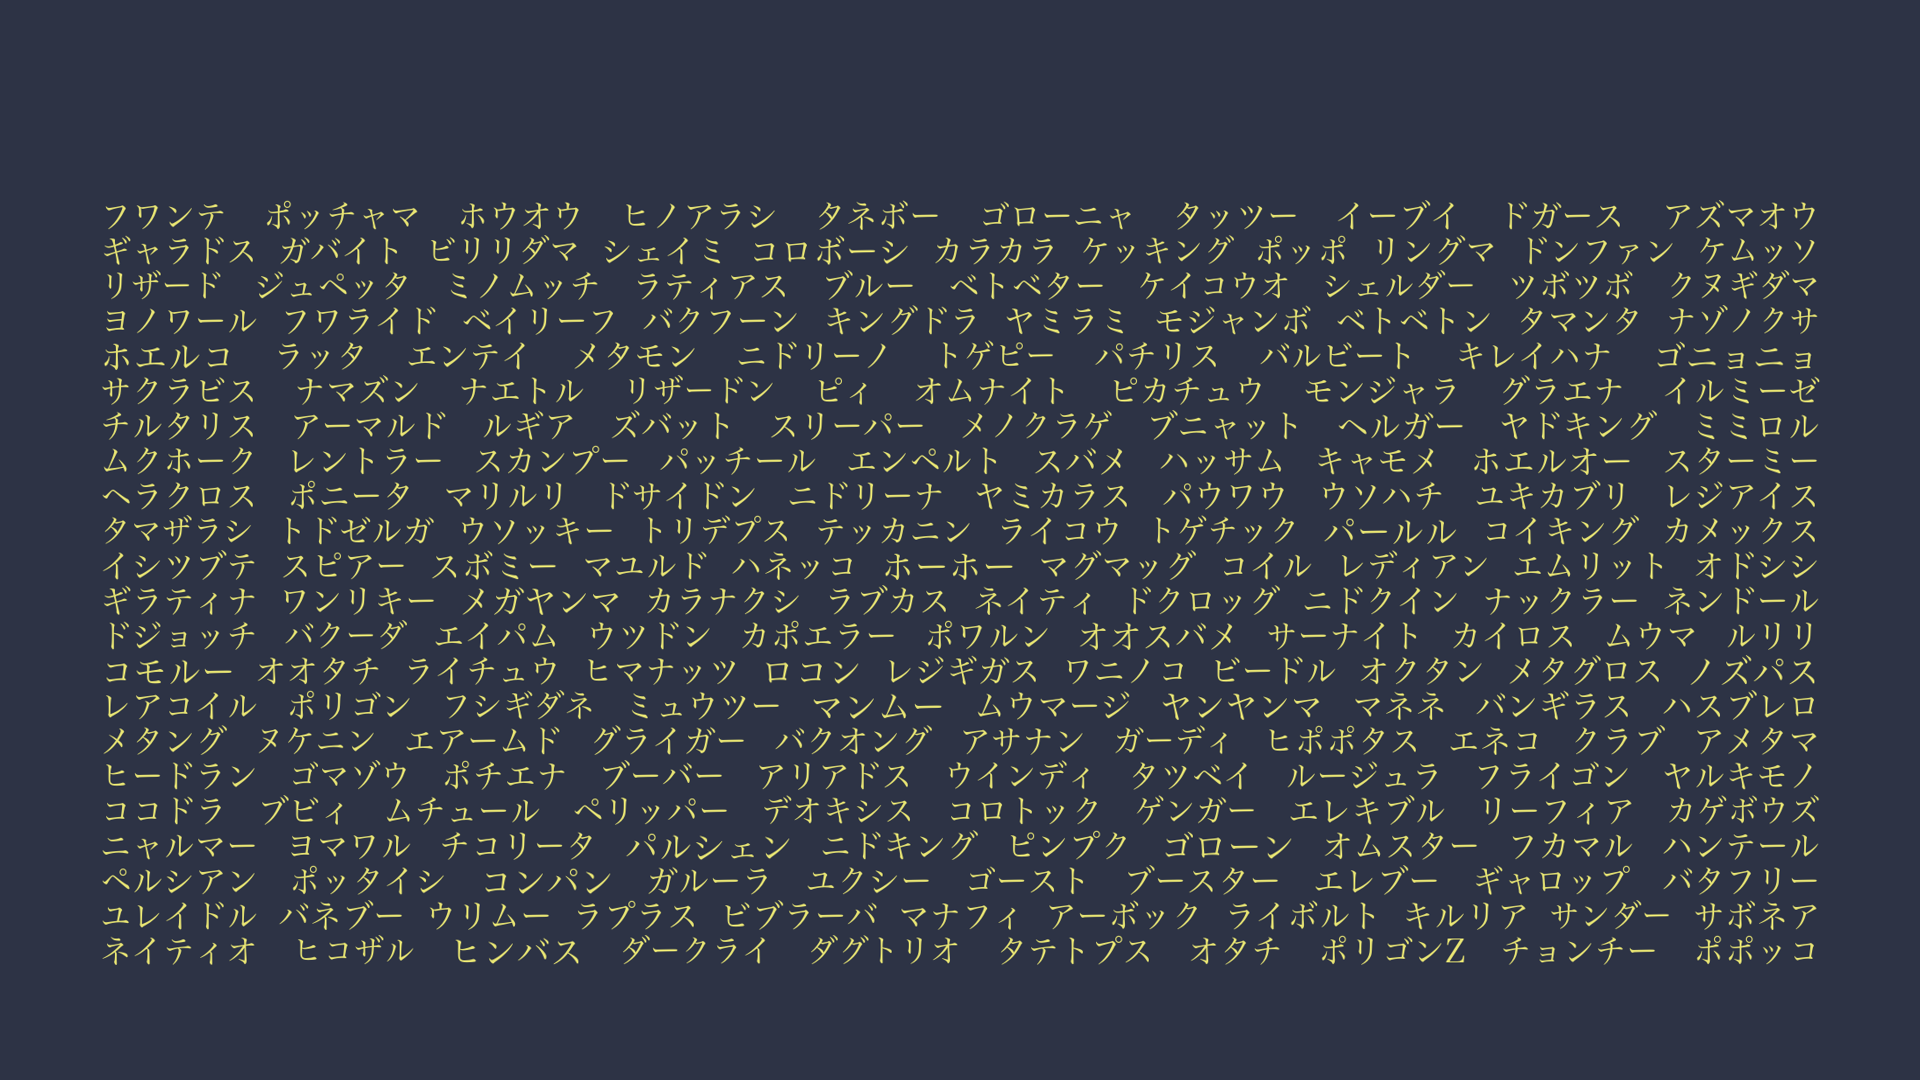 フワンテ ポッチャマ ホウオウ ヒノアラシ タネボー ゴローニャ タッツー イーブイ ドガース アズマオウ
ギャラドス ガバイト ビリリダマ シェイミ コロボーシ カラカラ ケッキング ポッポ リングマ ドンファン ケムッソ
リザード ジュペッタ ミノムッチ ラティアス ブルー ベトベター ケイコウオ シェルダー ツボツボ クヌギダマ
ヨノワール フワライド ベイリーフ バクフーン キングドラ ヤミラミ モジャンボ ベトベトン タマンタ ナゾノクサ
ホエルコ ラッタ エンテイ メタモン ニドリーノ トゲピー パチリス バルビート キレイハナ ゴニョニョ
サクラビス ナマズン ナエトル リザードン ピィ オムナイト ピカチュウ モンジャラ グラエナ イルミーゼ
チルタリス アーマルド ルギア ズバット スリーパー メノクラゲ ブニャット ヘルガー ヤドキング ミミロル
ムクホーク レントラー スカンプー パッチール エンペルト スバメ ハッサム キャモメ ホエルオー スターミー
ヘラクロス ポニータ マリルリ ドサイドン ニドリーナ ヤミカラス パウワウ ウソハチ ユキカブリ レジアイス
タマザラシ トドゼルガ ウソッキー トリデプス テッカニン ライコウ トゲチック パールル コイキング カメックス
イシツブテ スピアー スボミー マユルド ハネッコ ホーホー マグマッグ コイル レディアン エムリット オドシシ
ギラティナ ワンリキー メガヤンマ カラナクシ ラブカス ネイティ ドクロッグ ニドクイン ナックラー ネンドール
ドジョッチ バクーダ エイパム ウツドン カポエラー ポワルン オオスバメ サーナイト カイロス ムウマ ルリリ
コモルー オオタチ ライチュウ ヒマナッツ ロコン レジギガス ワニノコ ビードル オクタン メタグロス ノズパス
レアコイル ポリゴン フシギダネ ミュウツー マンムー ムウマージ ヤンヤンマ マネネ バンギラス ハスブレロ
メタング ヌケニン エアームド グライガー バクオング アサナン ガーディ ヒポポタス エネコ クラブ アメタマ
ヒードラン ゴマゾウ ポチエナ ブーバー アリアドス ウインディ タツベイ ルージュラ フライゴン ヤルキモノ
ココドラ ブビィ ムチュール ペリッパー デオキシス コロトック ゲンガー エレキブル リーフィア カゲボウズ
ニャルマー ヨマワル チコリータ パルシェン ニドキング ピンプク ゴローン オムスター フカマル ハンテール
ペルシアン ポッタイシ コンパン ガルーラ ユクシー ゴースト ブースター エレブー ギャロップ バタフリー
ユレイドル バネブー ウリムー ラプラス ビブラーバ マナフィ アーボック ライボルト キルリア サンダー サボネア
ネイティオ ヒコザル ヒンバス ダークライ ダグトリオ タテトプス オタチ ポリゴンZ チョンチー ポポッコ